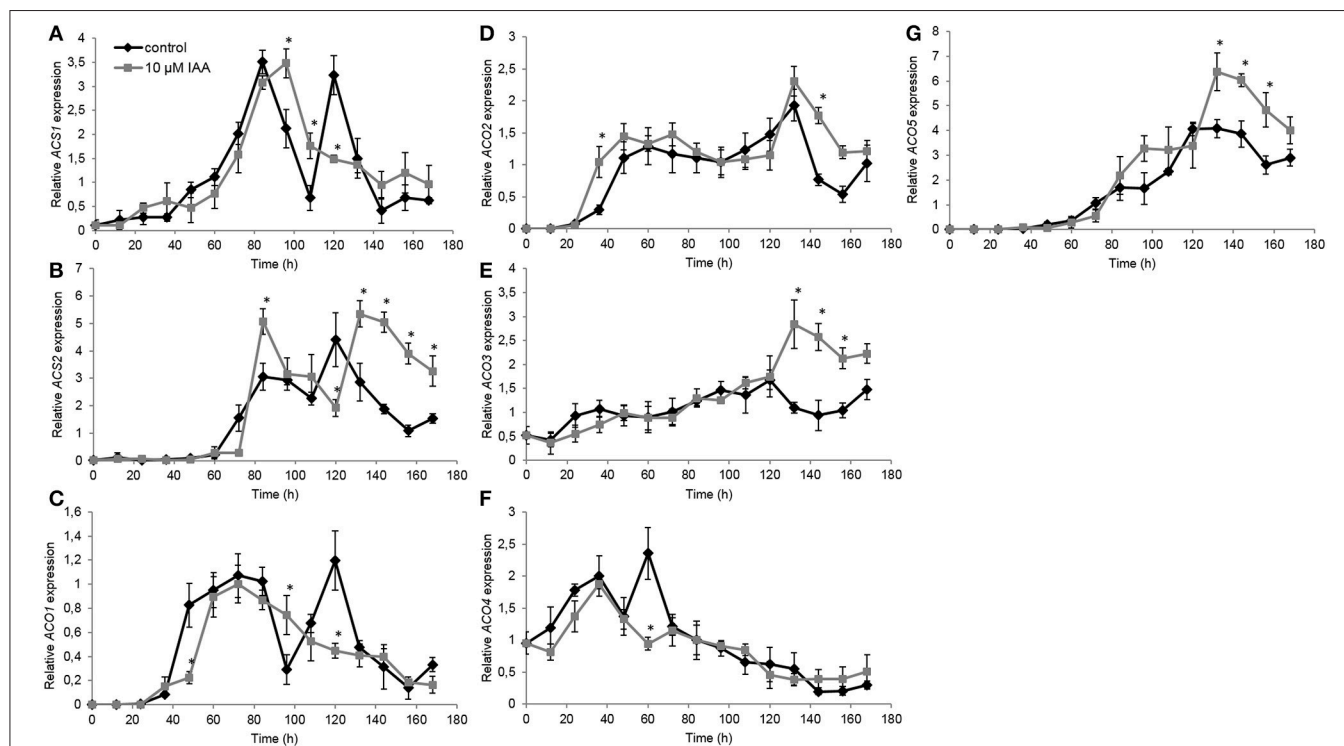 A
Relative ACS1 expression
4
3,5
3
2,5
2
1,5
1
0,5
0
control
10 µM IAA
* * *
0 20 40 60 80 100 120 140 160 180
Time (h)
B
Relative ACS2 expression
7
6
5
4
3
2
1
0
* * * * * *
0 20 40 60 80 100 120 140 160 180
Time (h)
C
Relative ACO1 expression
1,6
1,4
1,2
1
0,8
0,6
0,4
0,2
0
* * *
0 20 40 60 80 100 120 140 160 180
Time (h)
D
Relative ACO2 expression
3
2,5
2
1,5
1
0,5
0
* *
0 20 40 60 80 100 120 140 160 180
Time (h)
E
Relative ACO3 expression
4
3,5
3
2,5
2
1,5
1
0,5
0
* * *
0 20 40 60 80 100 120 140 160 180
Time (h)
F
Relative ACO4 expression
3
2,5
2
1,5
1
0,5
0
*
0 20 40 60 80 100 120 140 160 180
Time (h)
G
Relative ACO5 expression
8
7
6
5
4
3
2
1
0
* * *
0 20 40 60 80 100 120 140 160 180
Time (h)